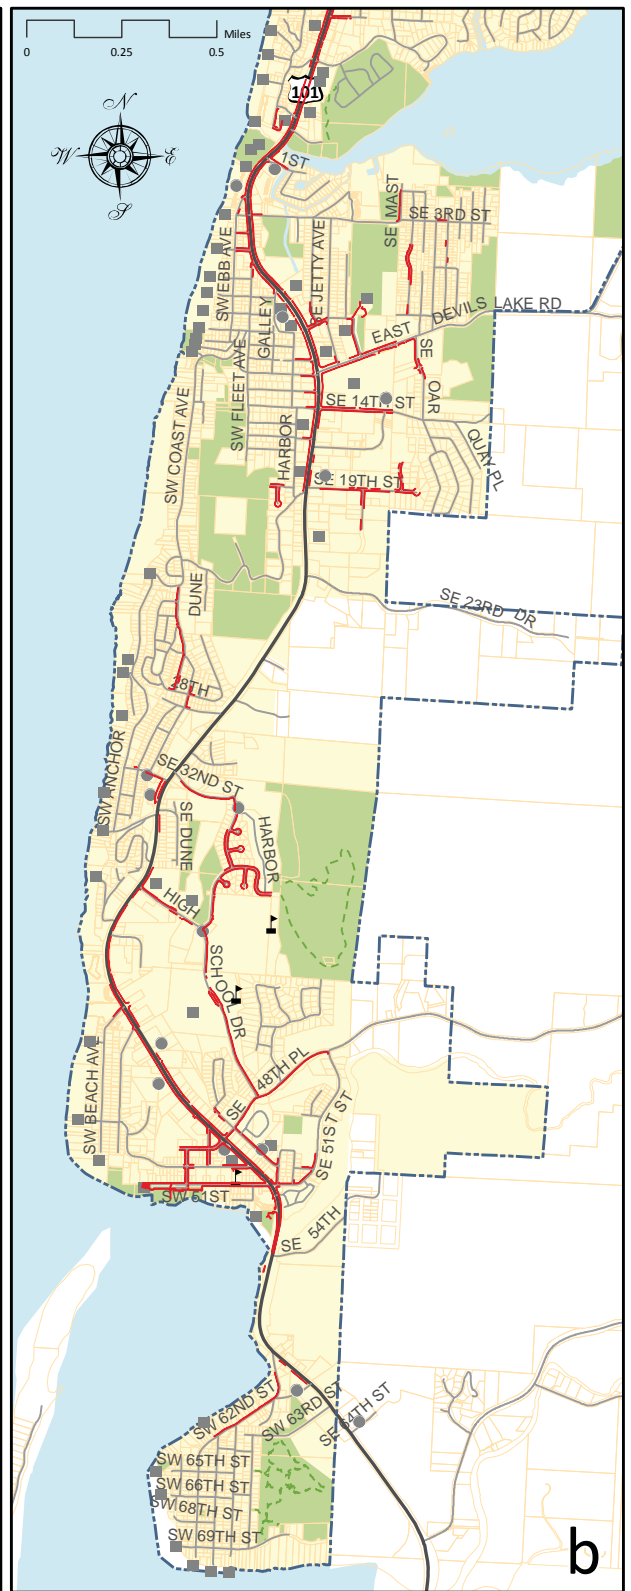 Miles
0 0.25 0.5
101
N
W E
S
1ST
SE MAST
SE 3RD ST
SW EBB AVE
SE JETTY AVE
GALLEY
EAST DEVILS LAKE RD
SW FLEET AVE
SE OAR
SW COAST AVE
SE 14TH ST
HARBOR
QUAY PL
SE 19TH ST
DUNE
SE 23RD DR
28TH
SW ANCHOR
SE 32ND ST
SE DUNE
HARBOR
HIGH SCHOOL DR
SW BEACH AVE
SE 48TH PL
SE 51ST ST
SW 51ST
SE 54TH
SW 62ND ST
SW 63RD ST
SE 64TH ST
SW 65TH ST
SW 66TH ST
SW 68TH ST
SW 69TH ST
b